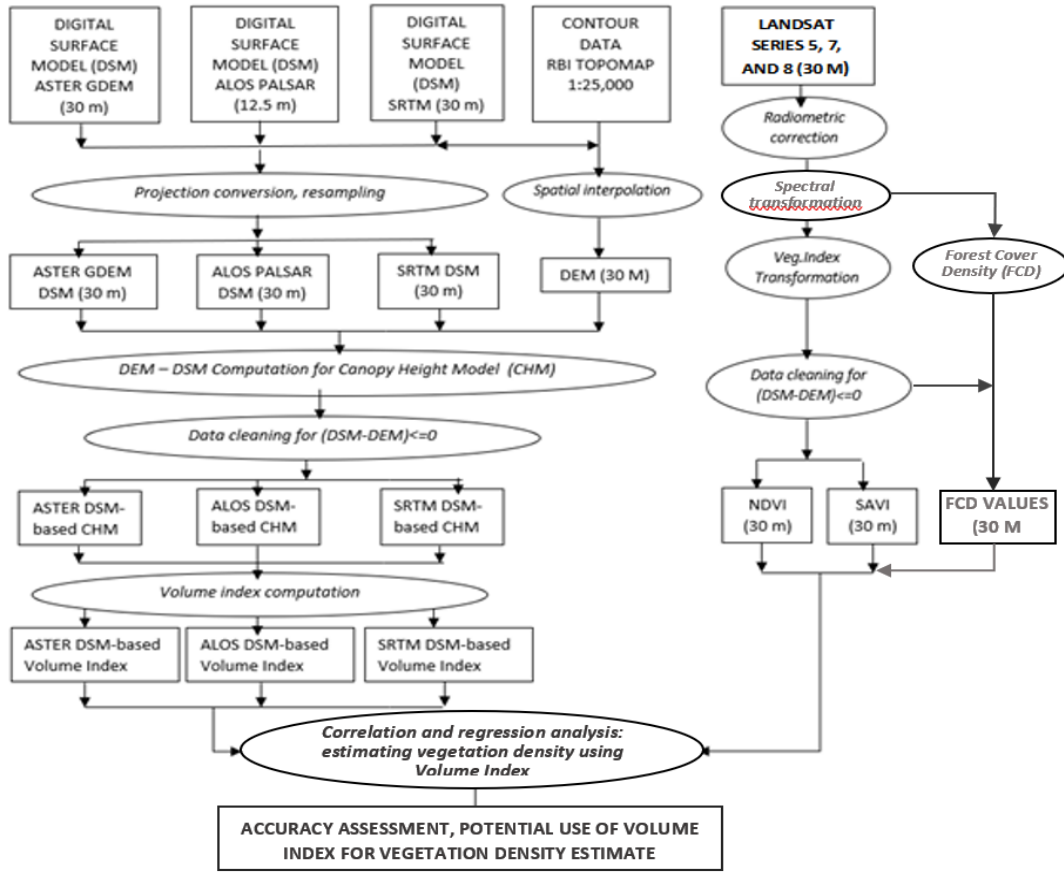 DIGITAL
SURFACE
MODEL (DSM)
ASTER GDEM
(30 m)
DIGITAL
SURFACE
MODEL (DSM)
ALOS PALSAR
(12.5 m)
DIGITAL
SURFACE
MODEL
(DSM)
SRTM (30 m)
CONTOUR
DATA
RBI TOPOMAP
1:25,000
LANDSAT
SERIES 5, 7,
AND 8 (30 M)
Radiometric
correction
Projection conversion, resampling
Spatial interpolation
Spectral
transformation
ASTER GDEM
DSM (30 m)
ALOS PALSAR
DSM (30 m)
SRTM DSM
(30 m)
DEM (30 M)
Veg.Index
Transformation
Forest Cover
Density (FCD)
DEM – DSM Computation for Canopy Height Model (CHM)
Data cleaning for (DSM-DEM)<=0
Data cleaning for
(DSM-DEM)<=0
ASTER DSM-
based CHM
ALOS DSM-
based CHM
SRTM DSM-
based CHM
NDVI
(30 m)
SAVI
(30 m)
FCD VALUES
(30 M
Volume index computation
ASTER DSM-based
Volume Index
ALOS DSM-based
Volume Index
SRTM DSM-based
Volume Index
Correlation and regression analysis:
estimating vegetation density using
Volume Index
ACCURACY ASSESSMENT, POTENTIAL USE OF VOLUME
INDEX FOR VEGETATION DENSITY ESTIMATE